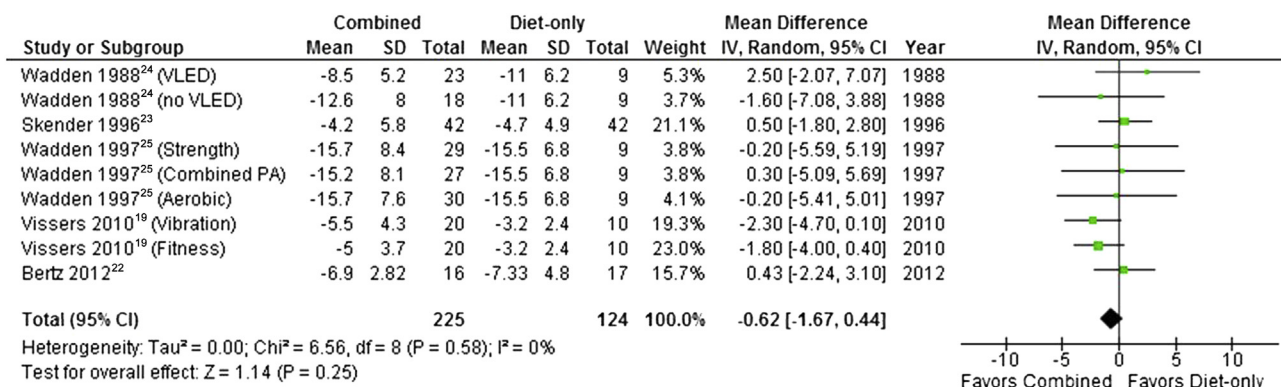 Combined Diet-only Mean Difference Mean Difference
Study or Subgroup Mean SD Total Mean SD Total Weight IV, Random, 95% CI Year IV, Random, 95% CI
Wadden 1988²⁴ (VLED) -8.5 5.2 23 -11 6.2 9 5.3% 2.50 [-2.07, 7.07] 1988
Wadden 1988²⁴ (no VLED) -12.6 8 18 -11 6.2 9 3.7% -1.60 [-7.08, 3.88] 1988
Skender 1996²³ -4.2 5.8 42 -4.7 4.9 42 21.1% 0.50 [-1.80, 2.80] 1996
Wadden 1997²⁵ (Strength) -15.7 8.4 29 -15.5 6.8 9 3.8% -0.20 [-5.59, 5.19] 1997
Wadden 1997²⁵ (Combined PA) -15.2 8.1 27 -15.5 6.8 9 3.8% 0.30 [-5.09, 5.69] 1997
Wadden 1997²⁵ (Aerobic) -15.7 7.6 30 -15.5 6.8 9 4.1% -0.20 [-5.41, 5.01] 1997
Vissers 2010¹⁹ (Vibration) -5.5 4.3 20 -3.2 2.4 10 19.3% -2.30 [-4.70, 0.10] 2010
Vissers 2010¹⁹ (Fitness) -5 3.7 20 -3.2 2.4 10 23.0% -1.80 [-4.00, 0.40] 2010
Bertz 2012²² -6.9 2.82 16 -7.33 4.8 17 15.7% 0.43 [-2.24, 3.10] 2012
Total (95% CI) 225 124 100.0% -0.62 [-1.67, 0.44]
Heterogeneity: Tau² = 0.00; Chi² = 6.56, df = 8 (P = 0.58); I² = 0%
Test for overall effect: Z = 1.14 (P = 0.25)
-10 -5 0 5 10
Favors Combined Favors Diet-only